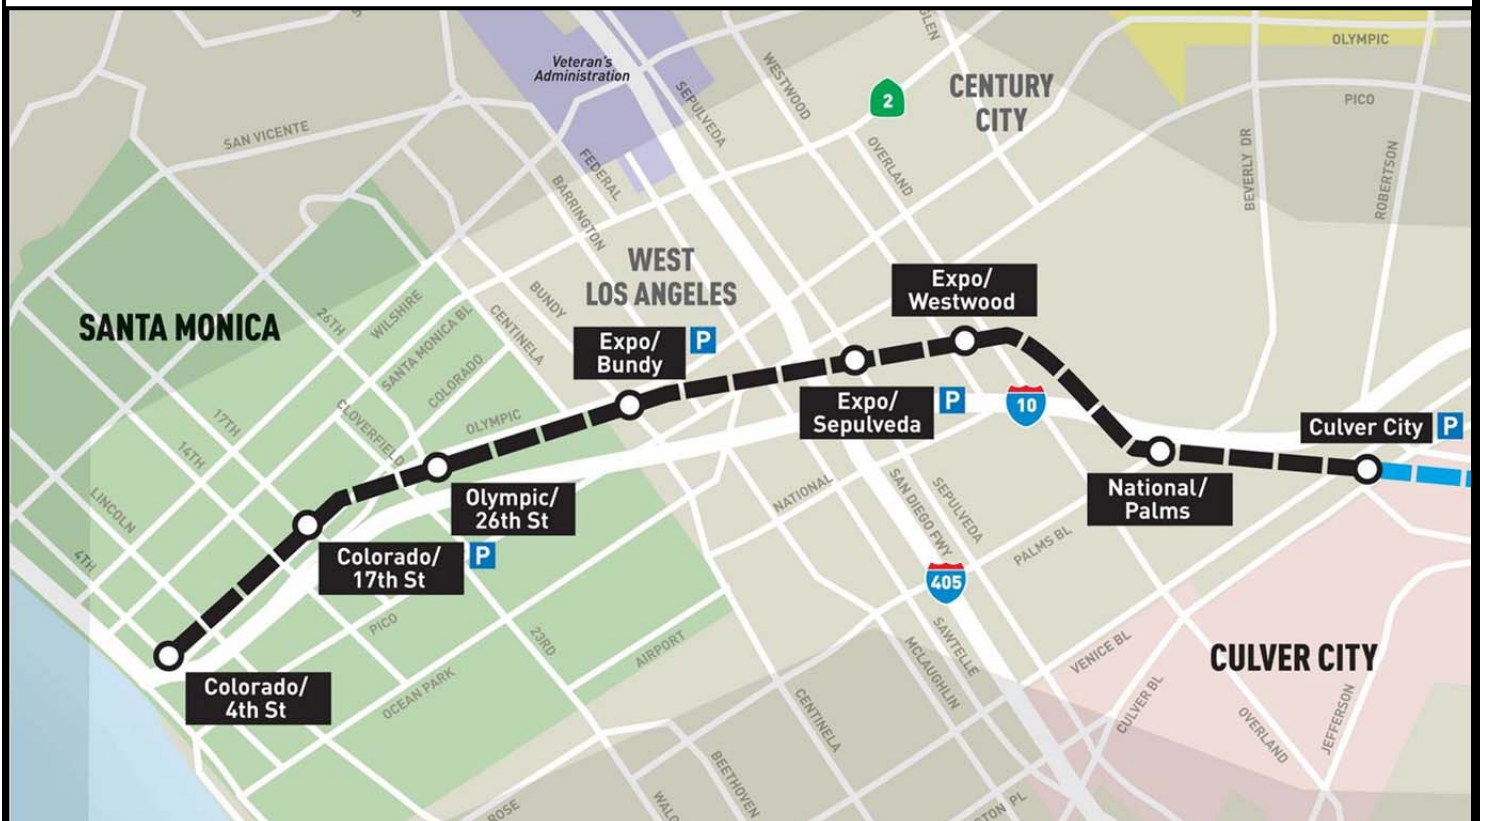 Veteran's
Administration
SEPULVEDA
WESTWOOD
GLEN
2
CENTURY
CITY
OLYMPIC
PICO
SAN VICENTE
FEDERAL
BARRINGTON
OVERLAND
BEVERLY DR
ROBERTSON
WEST
LOS ANGELES
Expo/
Westwood
SANTA MONICA
26TH
WILSHIRE
SANTA MONICA BL
COLORADO
BUNDY
CENTINELA
Expo/
Bundy
P
Expo/
Sepulveda
P
10
Culver City
P
17TH
14TH
CLOVERFIELD
OLYMPIC
LINCOLN
4TH
Olympic/
26th St
Colorado/
17th St
P
NATIONAL
SAN DIEGO FWY
SEPULVEDA
PALMS BL
National/
Palms
405
PICO
23RD
AIRPORT
OCEAN PARK
Colorado/
4th St
SAWTELLE
MCLAUGHLIN
VENICE BL
CULVER CITY
CULVER BL
OVERLAND
JEFFERSON
CENTINELA
BEETHOVEN
ROSE
PL